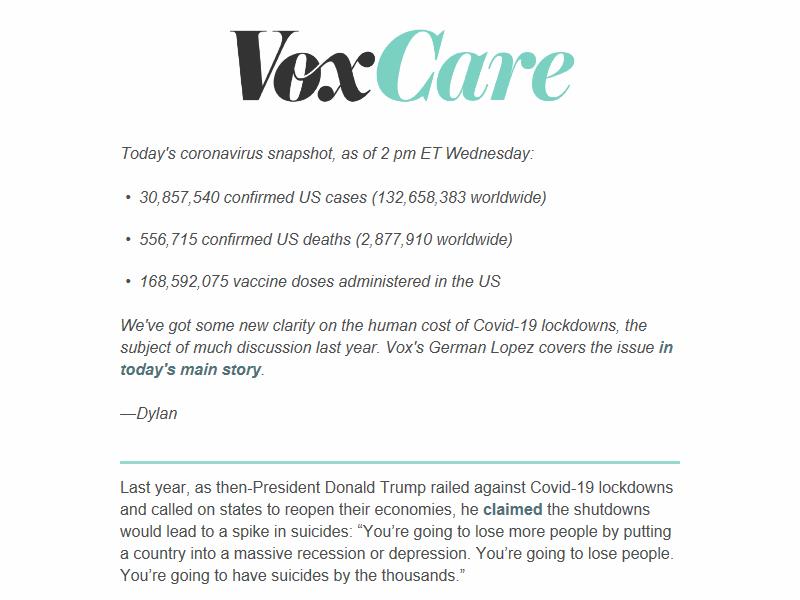 VoxCare
Today's coronavirus snapshot, as of 2 pm ET Wednesday:
• 30,857,540 confirmed US cases (132,658,383 worldwide)
• 556,715 confirmed US deaths (2,877,910 worldwide)
• 168,592,075 vaccine doses administered in the US
We've got some new clarity on the human cost of Covid-19 lockdowns, the
subject of much discussion last year. Vox's German Lopez covers the issue in
today's main story.
—Dylan
Last year, as then-President Donald Trump railed against Covid-19 lockdowns
and called on states to reopen their economies, he claimed the shutdowns
would lead to a spike in suicides: “You’re going to lose more people by putting
a country into a massive recession or depression. You’re going to lose people.
You’re going to have suicides by the thousands.”